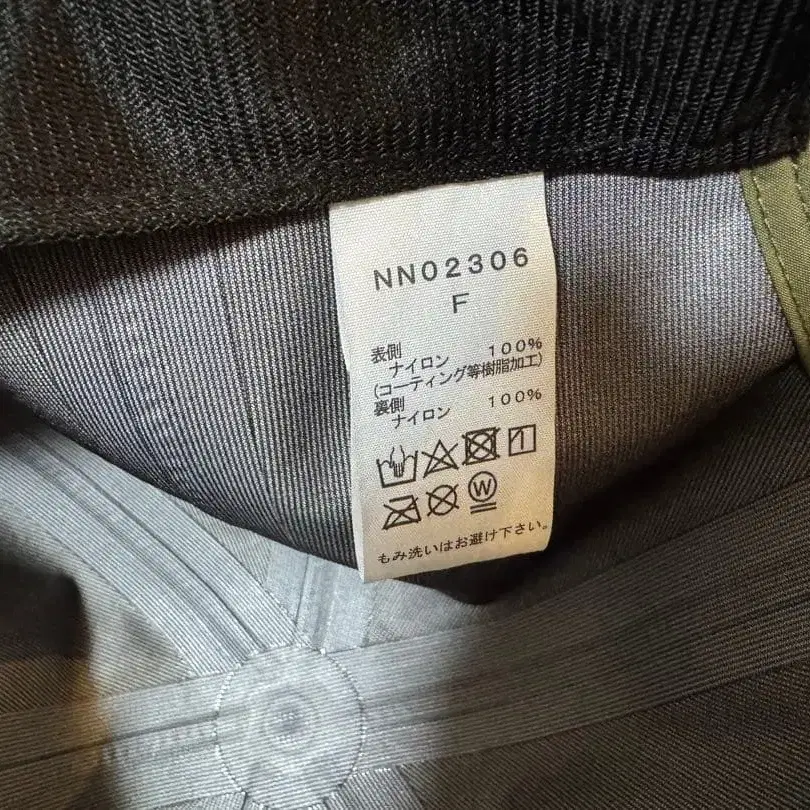 NN02306
F
表側
ナイロン 100%
(コーティング等樹脂加工)
裏側
ナイロン 100%
W
もみ洗いはお避け下さい。